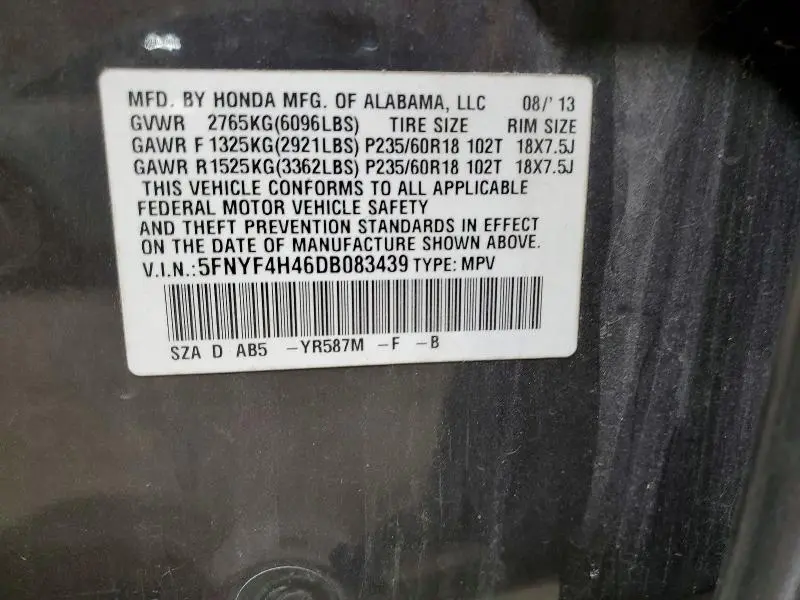 MFD. BY HONDA MFG. OF ALABAMA, LLC 08/'13
GVWR 2765KG(6096LBS) TIRE SIZE RIM SIZE
GAWR F 1325KG(2921LBS) P235/60R18 102T 18X7.5J
GAWR R 1525KG(3362LBS) P235/60R18 102T 18X7.5J
THIS VEHICLE CONFORMS TO ALL APPLICABLE
FEDERAL MOTOR VEHICLE SAFETY
AND THEFT PREVENTION STANDARDS IN EFFECT
ON THE DATE OF MANUFACTURE SHOWN ABOVE.
V.I.N.:5FNYF4H46DB083439 TYPE: MPV
SZA D AB5 -YR587M -F -B